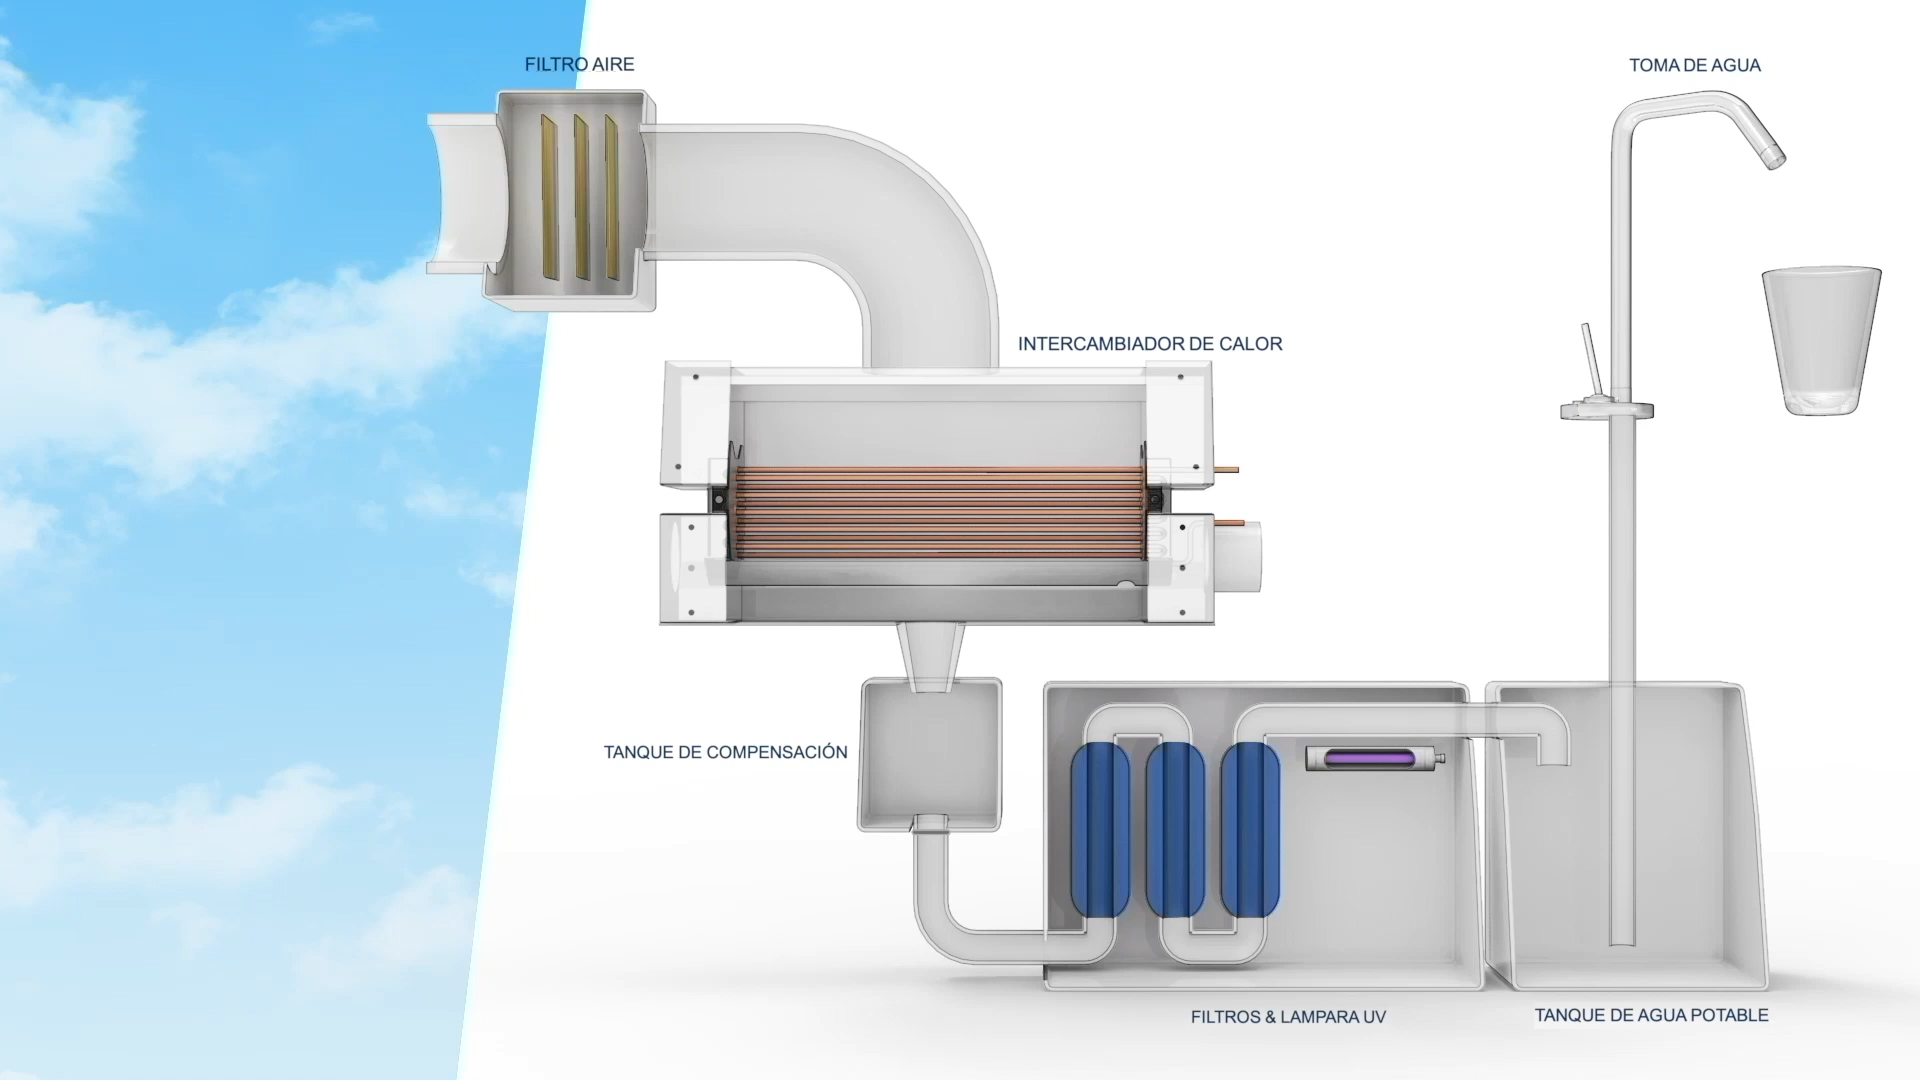 FILTRO AIRE
TOMA DE AGUA
INTERCAMBIADOR DE CALOR
TANQUE DE COMPENSACIÓN
FILTROS & LAMPARA UV
TANQUE DE AGUA POTABLE